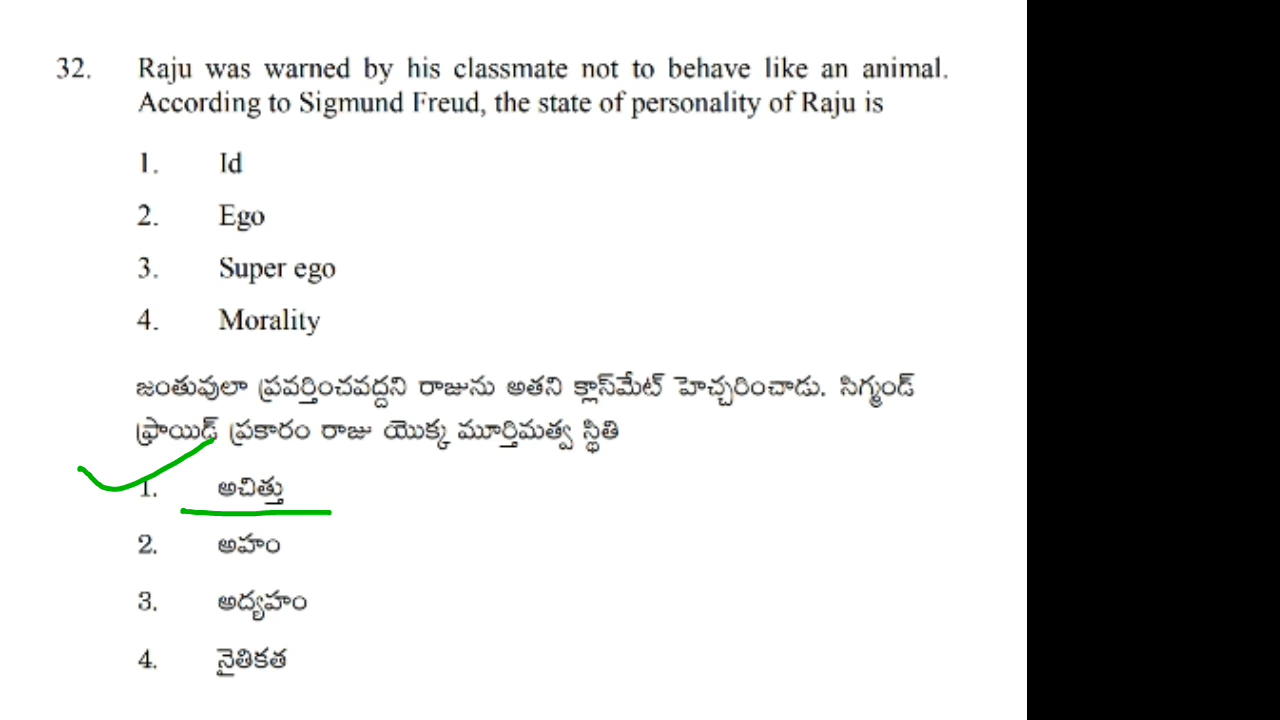 32. Raju was warned by his classmate not to behave like an animal.
According to Sigmund Freud, the state of personality of Raju is
1. Id
2. Ego
3. Super ego
4. Morality
జంతువులా ప్రవర్తించవద్దని రాజును అతని క్లాస్‌మేట్ హెచ్చరించాడు. సిగ్మండ్
ఫ్రాయిడ్ ప్రకారం రాజు యొక్క మూర్తిమత్వ స్థితి
1. అచిత్తు
2. అహం
3. అధ్యహం
4. నైతికత